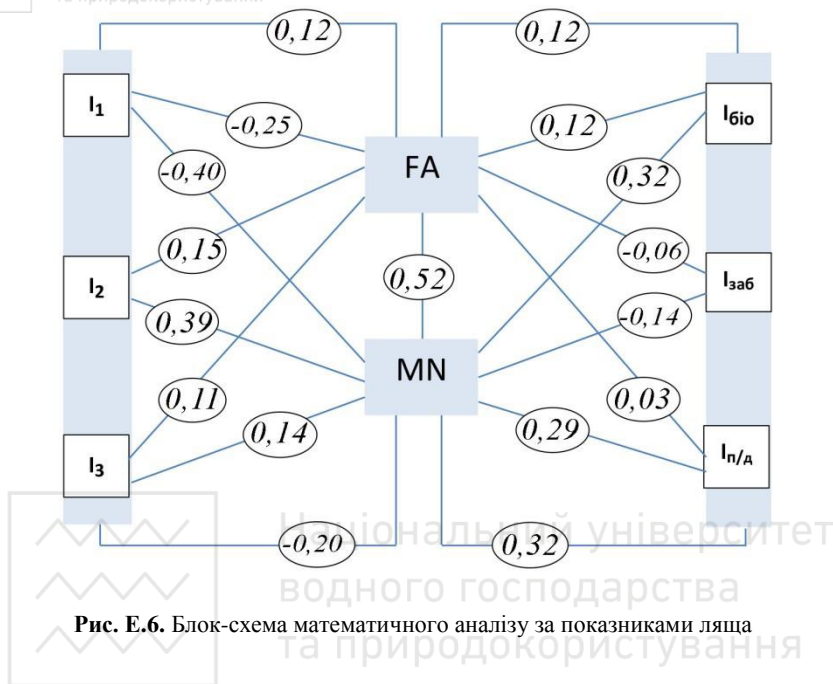 та природокористування
0,12 0,12
I₁ -0,25 0,12 Iбіо
-0,40 FA 0,32
0,15 -0,06
I₂ 0,52 Iзаб
0,39 -0,14
MN
0,11 0,03
0,14 0,29
I₃ Iп/д
-0,20 0,32
Національний університет
водного господарства
Рис. Е.6. Блок-схема математичного аналізу за показниками ляща
та природокористування